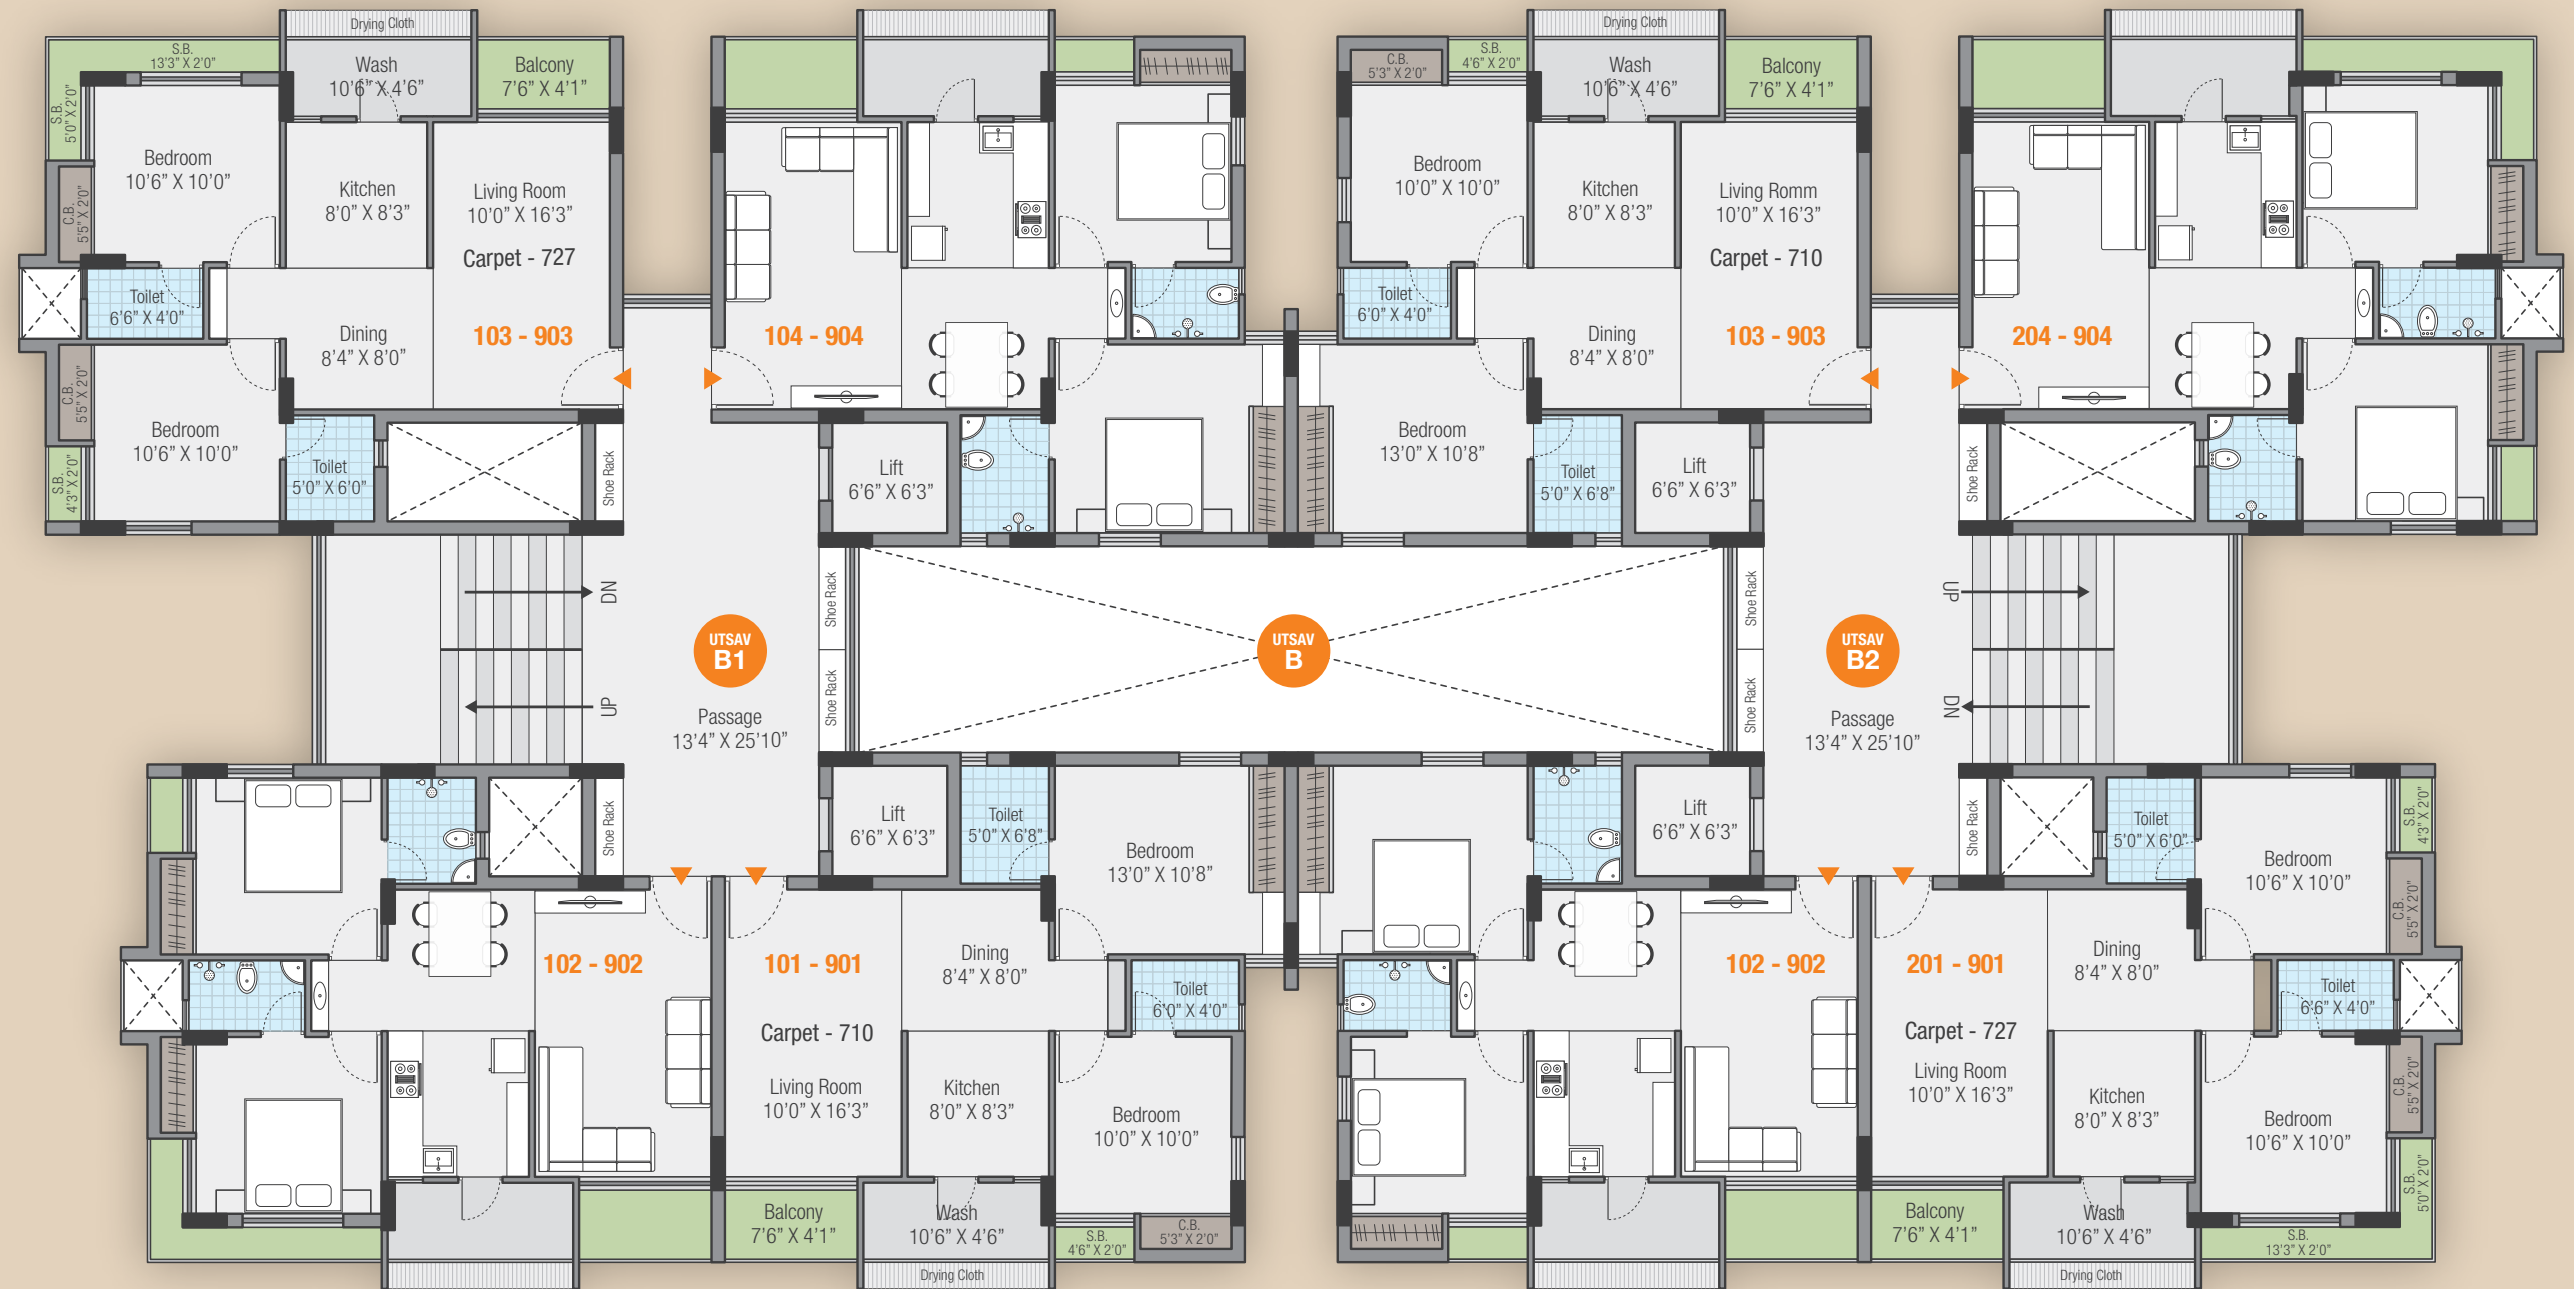 Drying Cloth
S.B.
13'3" X 2'0"
Wash
10'6" X 4'6"
Balcony
7'6" X 4'1"
S.B.
5'0" X 2'0"
Bedroom
10'6" X 10'0"
Kitchen
8'0" X 8'3"
Living Room
10'0" X 16'3"
Carpet - 727
C.B.
5'5" X 2'0"
Toilet
6'6" X 4'0"
Dining
8'4" X 8'0"
103 - 903
C.B.
5'5" X 2'0"
Bedroom
10'6" X 10'0"
S.B.
4'3" X 2'0"
Toilet
5'0" X 6'0"
Shoe Rack
104 - 904
Lift
6'6" X 6'3"
Drying Cloth
C.B.
5'3" X 2'0"
S.B.
4'6" X 2'0"
Wash
10'6" X 4'6"
Balcony
7'6" X 4'1"
Bedroom
10'0" X 10'0"
Kitchen
8'0" X 8'3"
Living Romm
10'0" X 16'3"
Carpet - 710
Toilet
6'0" X 4'0"
Dining
8'4" X 8'0"
103 - 903
Bedroom
13'0" X 10'8"
Toilet
5'0" X 6'8"
Lift
6'6" X 6'3"
204 - 904
Shoe Rack
DN
UP
Shoe Rack
Shoe Rack
UTSAV
B1
Passage
13'4" X 25'10"
UTSAV
B
Shoe Rack
Shoe Rack
UTSAV
B2
Passage
13'4" X 25'10"
UP
DN
Shoe Rack
102 - 902
Lift
6'6" X 6'3"
Toilet
5'0" X 6'8"
Bedroom
13'0" X 10'8"
101 - 901
Dining
8'4" X 8'0"
Toilet
6'0" X 4'0"
Carpet - 710
Living Room
10'0" X 16'3"
Kitchen
8'0" X 8'3"
Bedroom
10'0" X 10'0"
Balcony
7'6" X 4'1"
Wash
10'6" X 4'6"
S.B.
4'6" X 2'0"
C.B.
5'3" X 2'0"
Drying Cloth
Lift
6'6" X 6'3"
102 - 902
Shoe Rack
Toilet
5'0" X 6'0"
Bedroom
10'6" X 10'0"
S.B.
4'3" X 2'0"
C.B.
5'5" X 2'0"
201 - 901
Dining
8'4" X 8'0"
Toilet
6'6" X 4'0"
Carpet - 727
Living Room
10'0" X 16'3"
Kitchen
8'0" X 8'3"
Bedroom
10'6" X 10'0"
C.B.
5'5" X 2'0"
S.B.
5'0" X 2'0"
Balcony
7'6" X 4'1"
Wash
10'6" X 4'6"
S.B.
13'3" X 2'0"
Drying Cloth